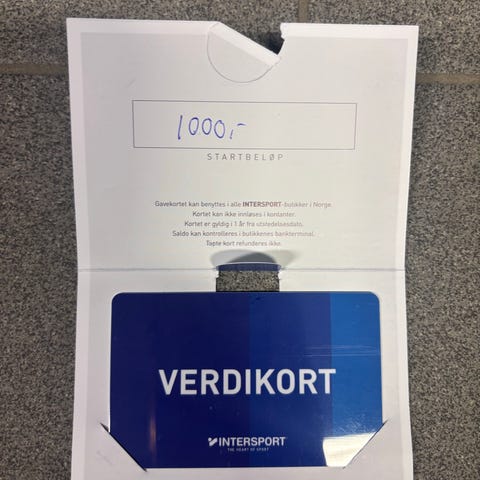 1000,-
STARTBELØP
Gavekortet kan benyttes i alle INTERSPORT-butikker i Norge.
Kortet kan ikke innløses i kontanter.
Kortet er gyldig i 1 år fra utstedelsesdato.
Saldo kan kontrolleres i butikkenes bankterminal.
Tapte kort refunderes ikke.
VERDIKORT
INTERSPORT
THE HEART OF SPORT